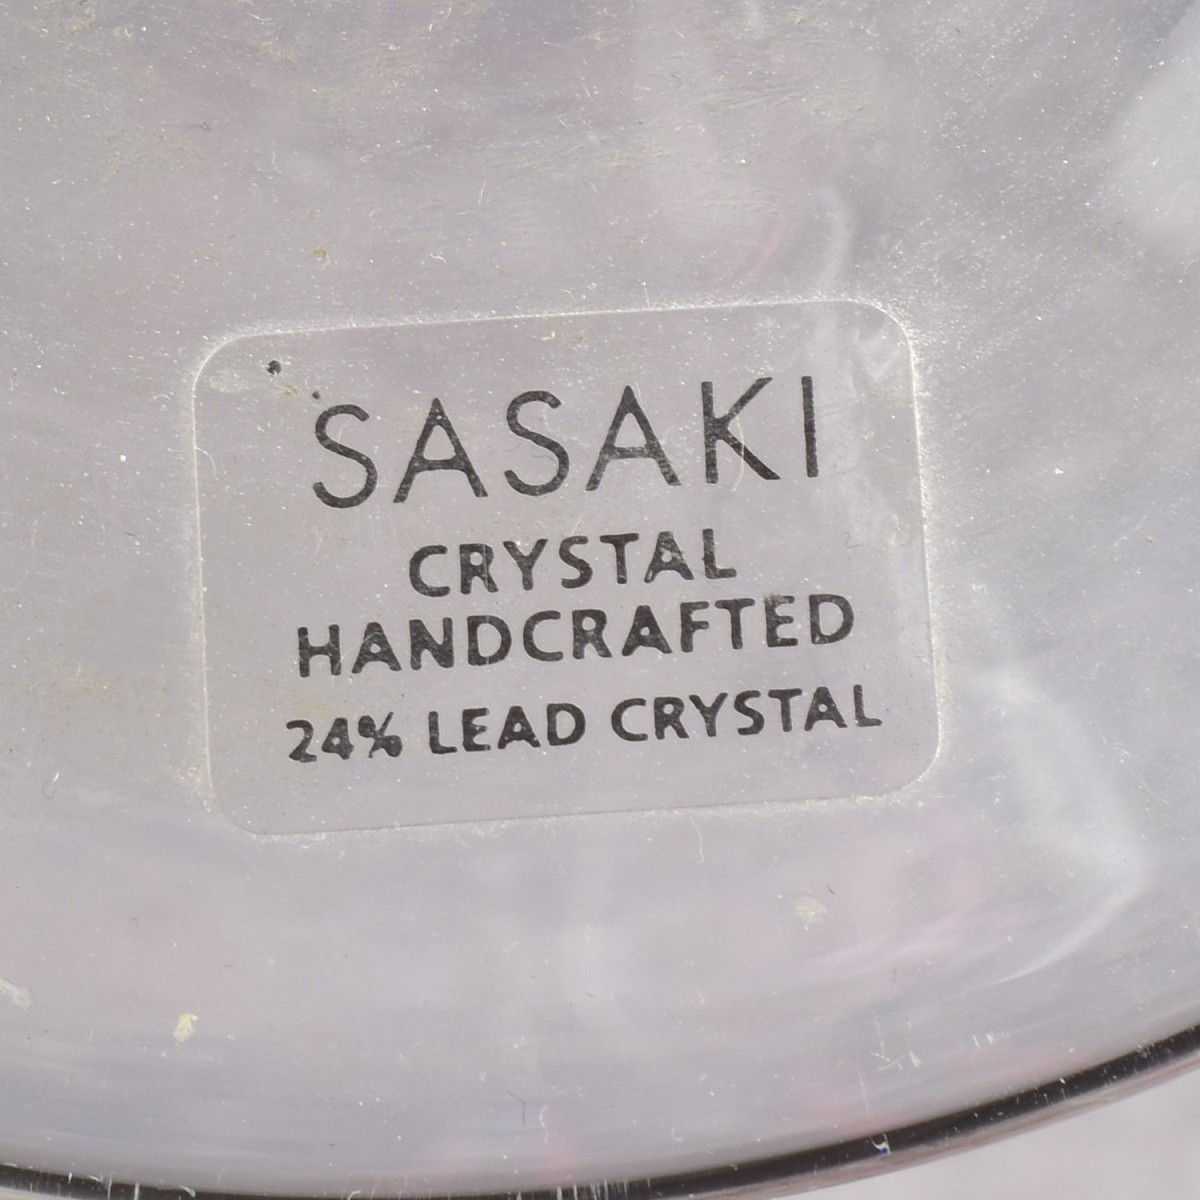 SASAKI
CRYSTAL
HANDCRAFTED
24% LEAD CRYSTAL